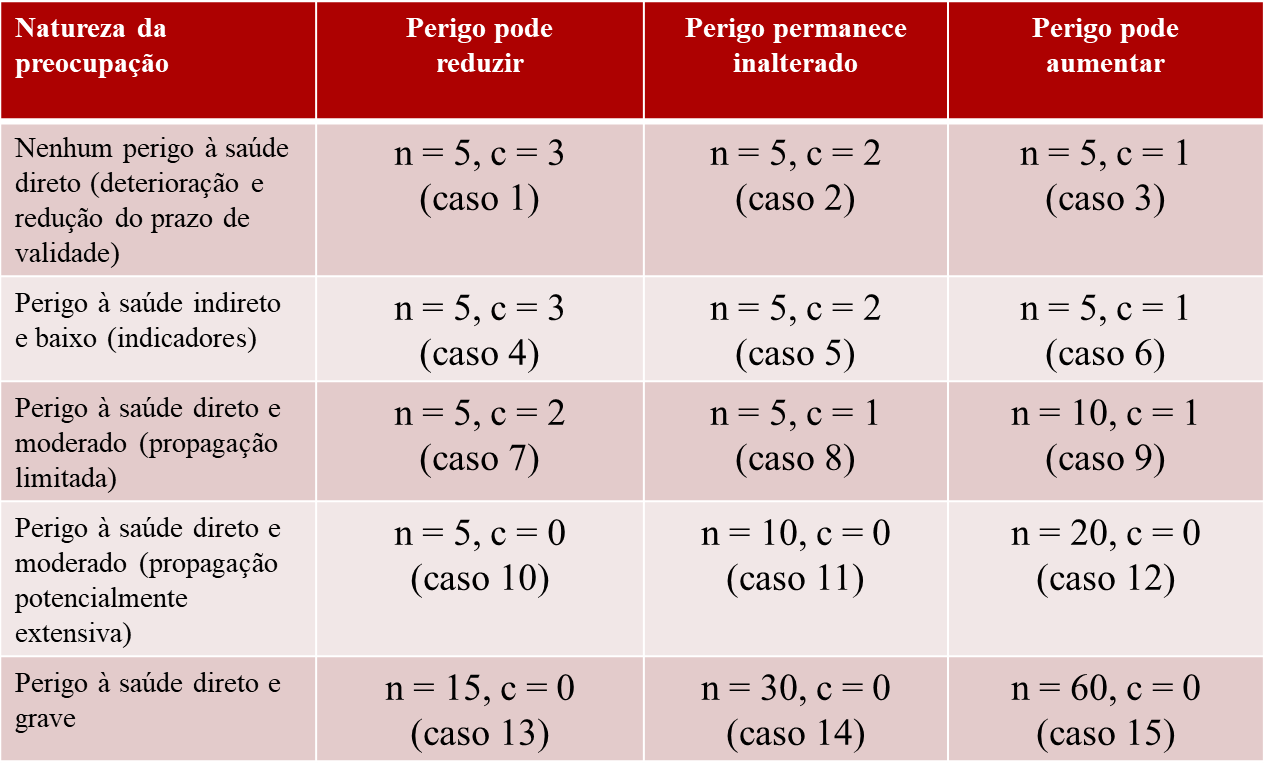 Natureza da
preocupação
Perigo pode
reduzir
Perigo permanece
inalterado
Perigo pode
aumentar
Nenhum perigo à saúde
direto (deterioração e
redução do prazo de
validade)
n = 5, c = 3
(caso 1)
n = 5, c = 2
(caso 2)
n = 5, c = 1
(caso 3)
Perigo à saúde indireto
e baixo (indicadores)
n = 5, c = 3
(caso 4)
n = 5, c = 2
(caso 5)
n = 5, c = 1
(caso 6)
Perigo à saúde direto e
moderado (propagação
limitada)
n = 5, c = 2
(caso 7)
n = 5, c = 1
(caso 8)
n = 10, c = 1
(caso 9)
Perigo à saúde direto e
moderado (propagação
potencialmente
extensiva)
n = 5, c = 0
(caso 10)
n = 10, c = 0
(caso 11)
n = 20, c = 0
(caso 12)
Perigo à saúde direto e
grave
n = 15, c = 0
(caso 13)
n = 30, c = 0
(caso 14)
n = 60, c = 0
(caso 15)